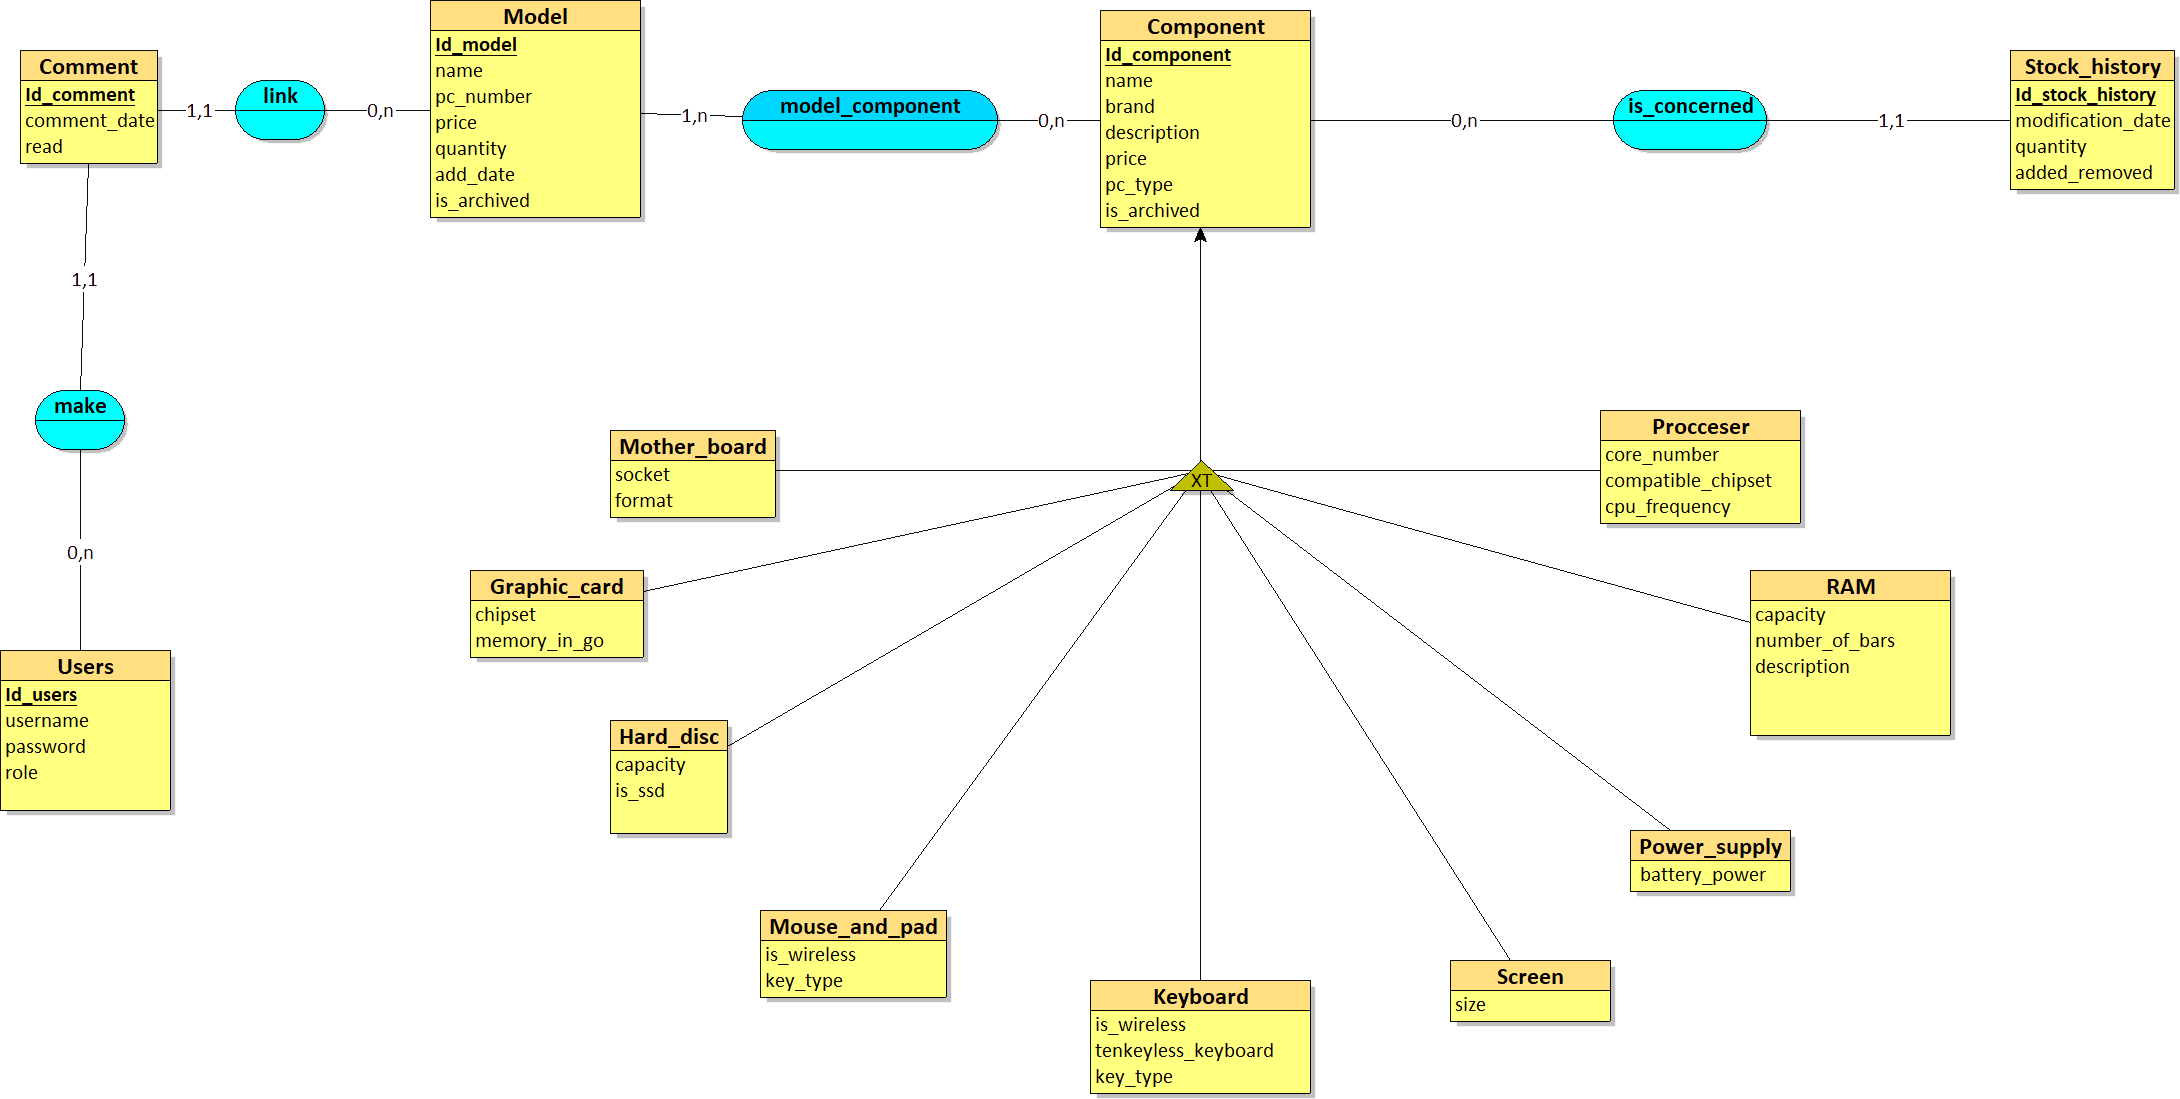 Comment
Id_comment
comment_date
read
1,1
link
0,n
Model
Id_model
name
pc_number
price
quantity
add_date
is_archived
1,n
model_component
0,n
Component
Id_component
name
brand
description
price
pc_type
is_archived
0,n
is_concerned
1,1
Stock_history
Id_stock_history
modification_date
quantity
added_removed
1,1
make
0,n
Users
Id_users
username
password
role
XT
Mother_board
socket
format
Procceser
core_number
compatible_chipset
cpu_frequency
Graphic_card
chipset
memory_in_go
RAM
capacity
number_of_bars
description
Hard_disc
capacity
is_ssd
Power_supply
battery_power
Mouse_and_pad
is_wireless
key_type
Keyboard
is_wireless
tenkeyless_keyboard
key_type
Screen
size